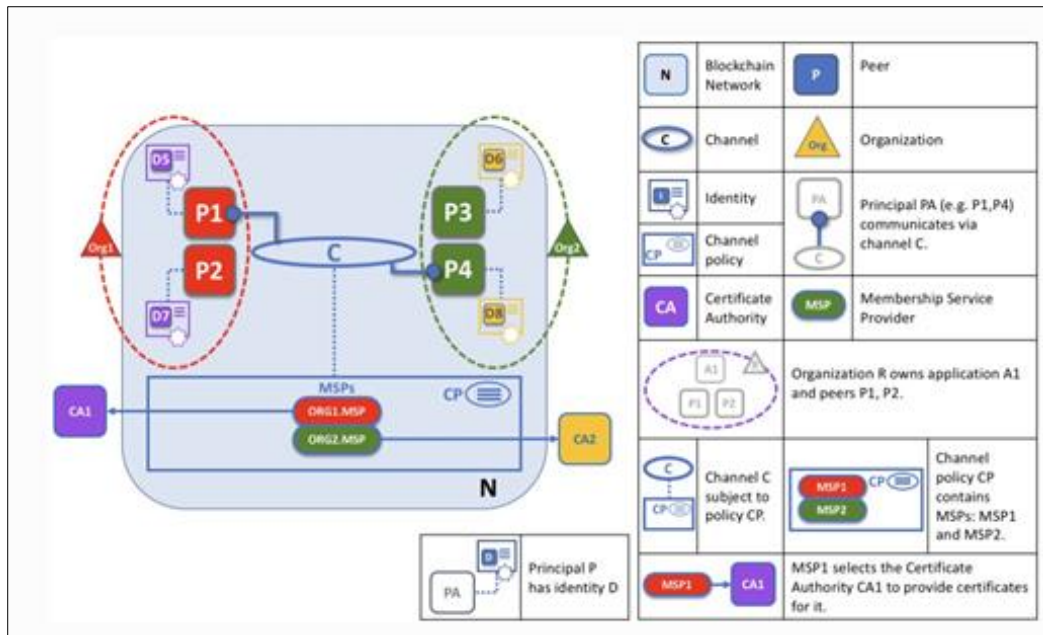 D5
D6
P1
P3
Org1
C
Org2
P2
P4
D7
D8
MSPs
CP
CA1
ORG1.MSP
ORG2.MSP
CA2
N
D
PA
Principal P
has identity D
N
Blockchain
Network
P
Peer
C
Channel
Org
Organization
Identity
PA
C
Principal PA (e.g. P1,P4)
communicates via
channel C.
CP
Channel
policy
CA
Certificate
Authority
MSP
Membership Service
Provider
A1
P1
P2
Organization R owns application A1
and peers P1, P2.
C
CP
Channel C
subject to
policy CP.
MSP1
MSP2
CP
Channel
policy CP
contains
MSPs: MSP1
and MSP2.
MSP1
CA1
MSP1 selects the Certificate
Authority CA1 to provide certificates
for it.